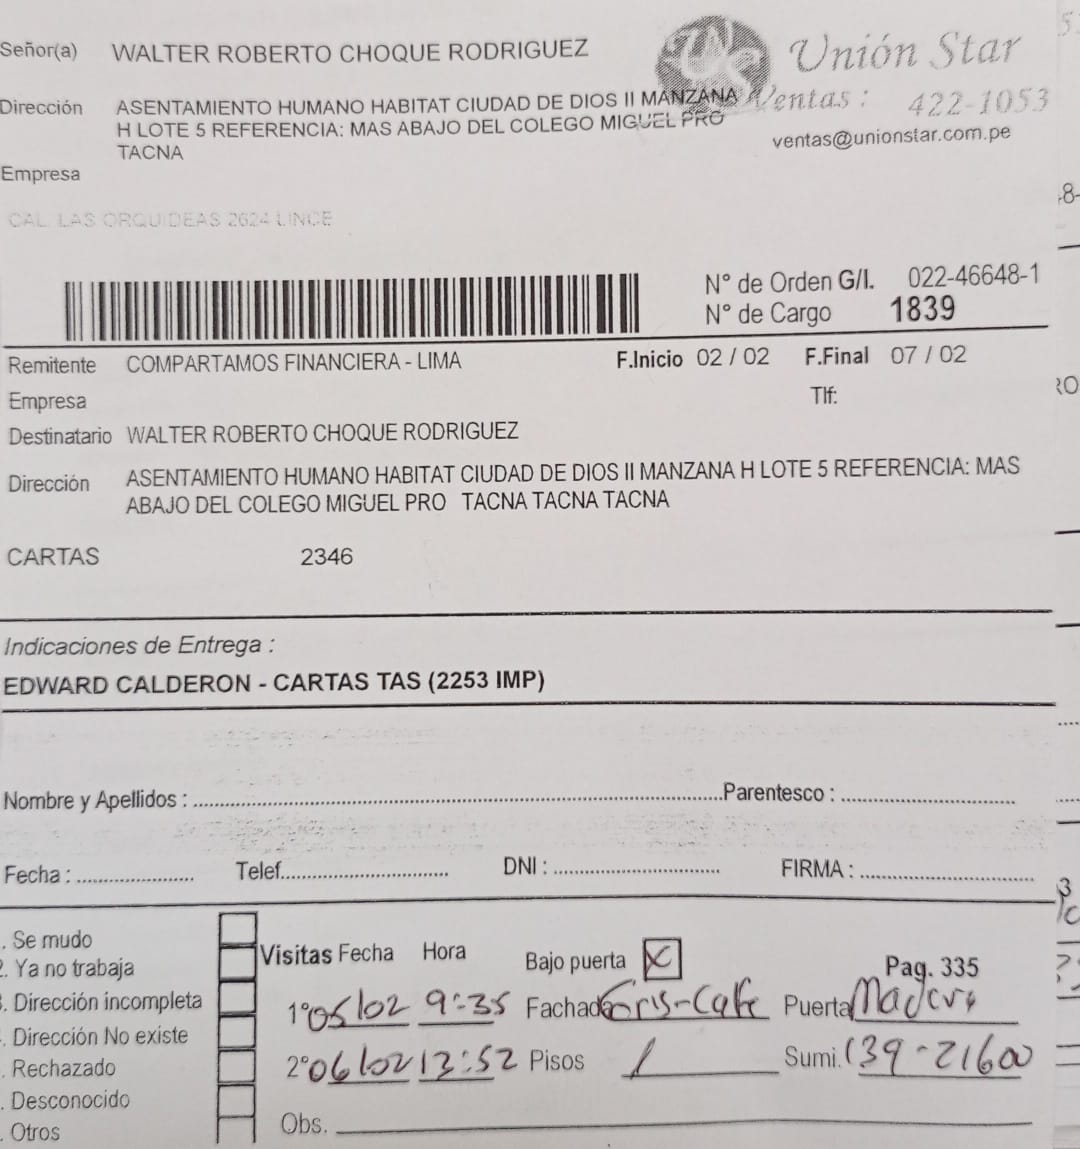 Señor(a) WALTER ROBERTO CHOQUE RODRIGUEZ
Unión Star
Ventas : 422-1053
ventas@unionstar.com.pe
Dirección ASENTAMIENTO HUMANO HABITAT CIUDAD DE DIOS II MANZANA
H LOTE 5 REFERENCIA: MAS ABAJO DEL COLEGO MIGUEL PRO
TACNA
Empresa
CAL. LAS ORQUIDEAS 2624 LINCE
N° de Orden G/I. 022-46648-1
N° de Cargo 1839
Remitente COMPARTAMOS FINANCIERA - LIMA F.Inicio 02 / 02 F.Final 07 / 02
Empresa Tlf:
Destinatario WALTER ROBERTO CHOQUE RODRIGUEZ
Dirección ASENTAMIENTO HUMANO HABITAT CIUDAD DE DIOS II MANZANA H LOTE 5 REFERENCIA: MAS
ABAJO DEL COLEGO MIGUEL PRO TACNA TACNA TACNA
CARTAS 2346
Indicaciones de Entrega :
EDWARD CALDERON - CARTAS TAS (2253 IMP)
Nombre y Apellidos : Parentesco :
Fecha : Telef. DNI : FIRMA :
. Se mudo
2. Ya no trabaja
3. Dirección incompleta
. Dirección No existe
. Rechazado
. Desconocido
. Otros
Visitas Fecha Hora Bajo puerta X Pag. 335
1° 05/02 9:35 Fachada Gris-Cafe Puerta Madera
2° 06/02 13:52 Pisos 1 Sumi. 139-21600
Obs.